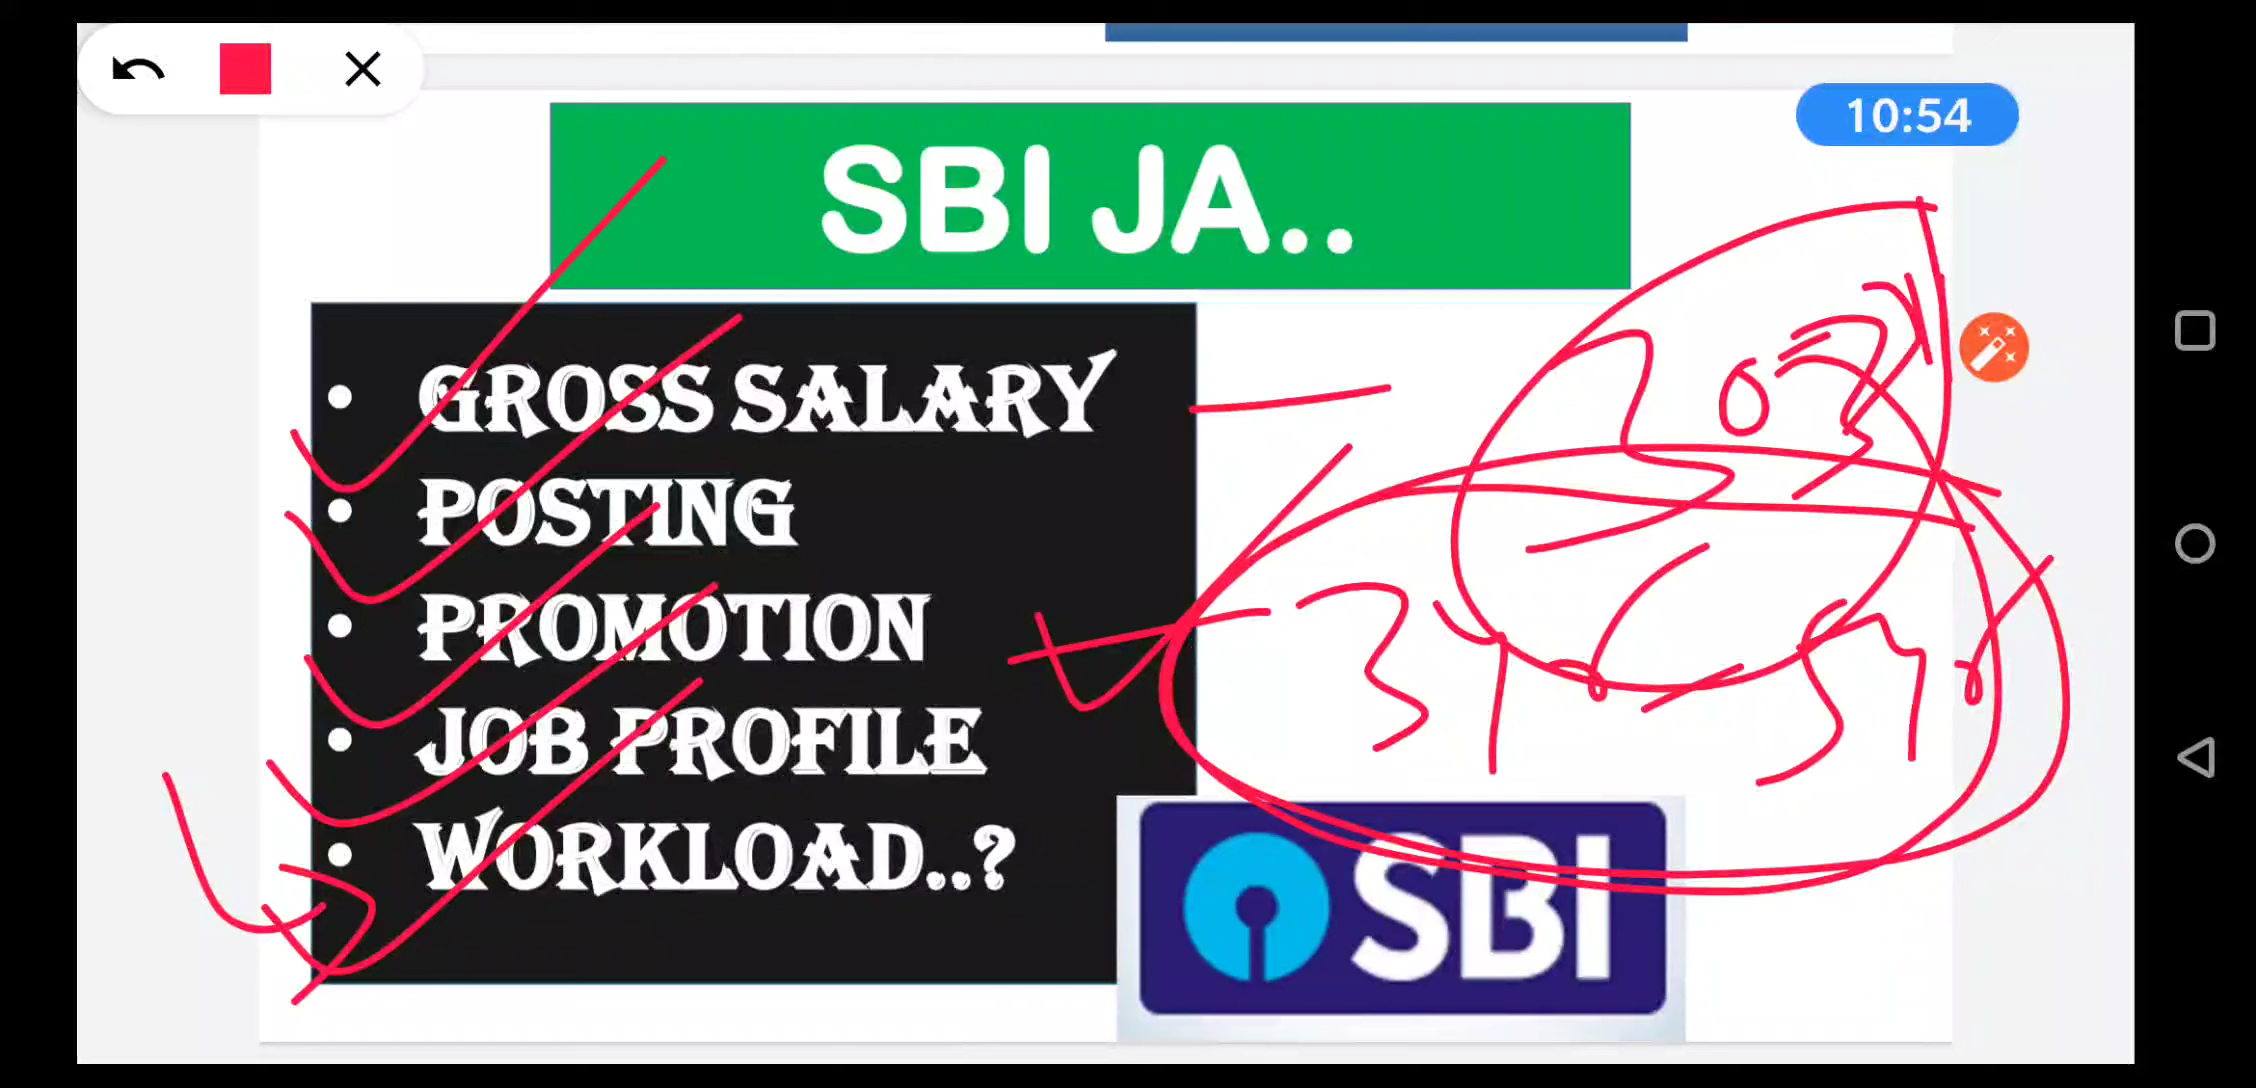 10:54
SBI JA..
• GROSS SALARY
• POSTING
• PROMOTION
• JOB PROFILE
• WORKLOAD..?
SBI